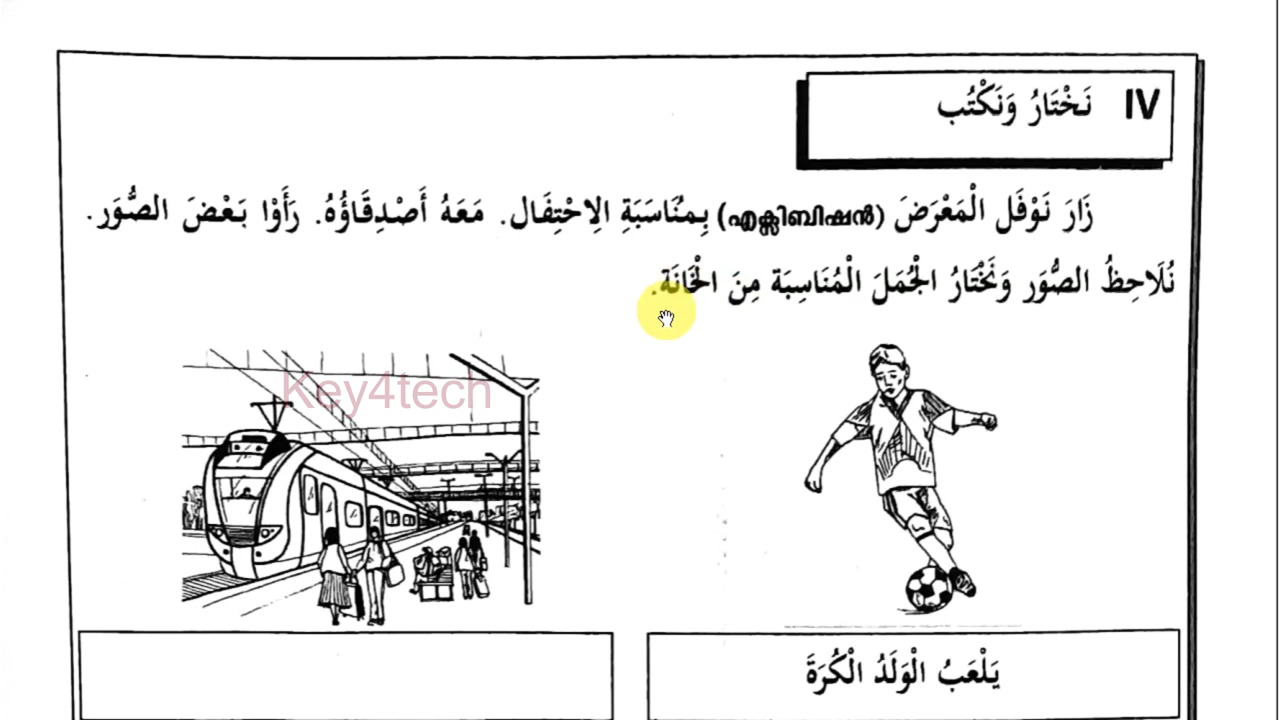 IV نَخْتَارُ وَنَكْتُب
زَارَ نَوْفَل الْمَعْرَضَ (എക്സിബിഷൻ) بِمُنَاسَبَةِ الِاحْتِفَال. مَعَهُ أَصْدِقَاؤُهُ. رَأَوْا بَعْضَ الصُّوَر.
نُلَاحِظُ الصُّوَر وَنَخْتَارُ الْجُمَلَ الْمُنَاسِبَة مِنَ الْخَانَة.
Key4tech
يَلْعَبُ الْوَلَدُ الْكُرَةَ